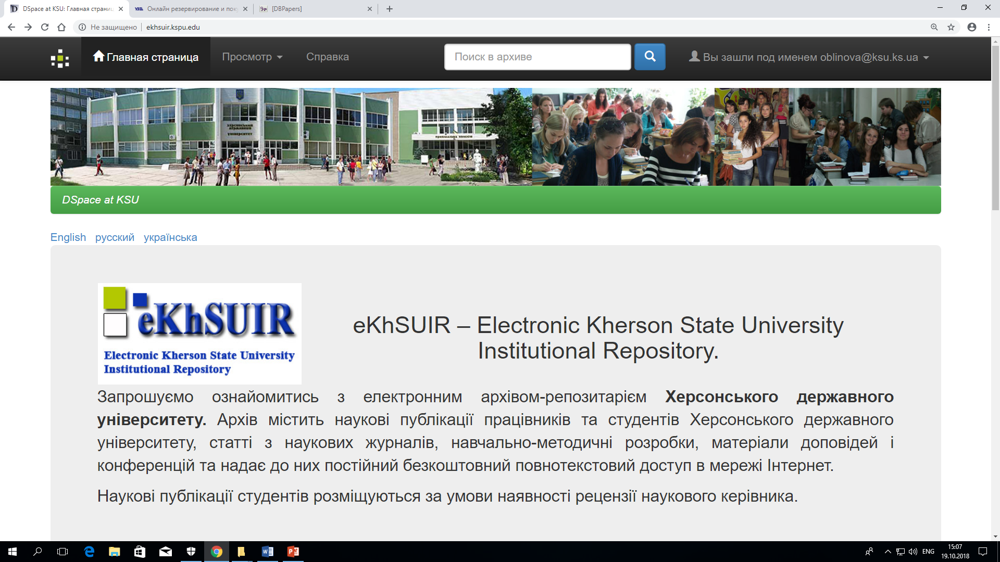 DSpace at KSU: Главная страниц
Онлайн резервирование и поку
[DBPapers]
Не защищено
ekhsuir.kspu.edu
Главная страница
Просмотр
Справка
Поиск в архиве
Вы зашли под именем oblinova@ksu.ks.ua
ХЕРСОНСЬКИЙ
ДЕРЖАВНИЙ
УНІВЕРСИТЕТ
DSpace at KSU
English русский українська
eKhSUIR
Electronic Kherson State University
Institutional Repository
eKhSUIR – Electronic Kherson State University
Institutional Repository.
Запрошуємо ознайомитись з електронним архівом-репозитарієм Херсонського державного
університету. Архів містить наукові публікації працівників та студентів Херсонського державного
університету, статті з наукових журналів, навчально-методичні розробки, матеріали доповідей і
конференцій та надає до них постійний безкоштовний повнотекстовий доступ в мережі Інтернет.
Наукові публікації студентів розміщуються за умови наявності рецензії наукового керівника.
ENG
15:07
19.10.2018